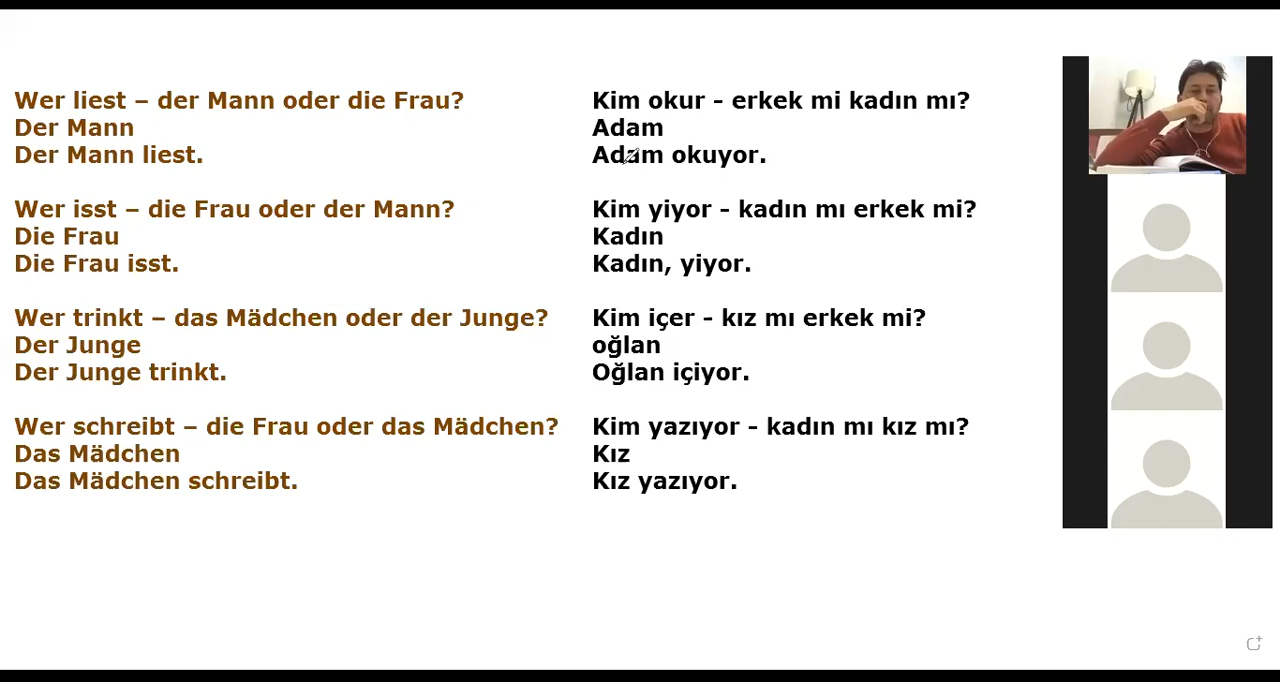 Wer liest – der Mann oder die Frau?
Der Mann
Der Mann liest.
Wer isst – die Frau oder der Mann?
Die Frau
Die Frau isst.
Wer trinkt – das Mädchen oder der Junge?
Der Junge
Der Junge trinkt.
Wer schreibt – die Frau oder das Mädchen?
Das Mädchen
Das Mädchen schreibt.
Kim okur - erkek mi kadın mı?
Adam
Adam okuyor.
Kim yiyor - kadın mı erkek mi?
Kadın
Kadın, yiyor.
Kim içer - kız mı erkek mi?
oğlan
Oğlan içiyor.
Kim yazıyor - kadın mı kız mı?
Kız
Kız yazıyor.